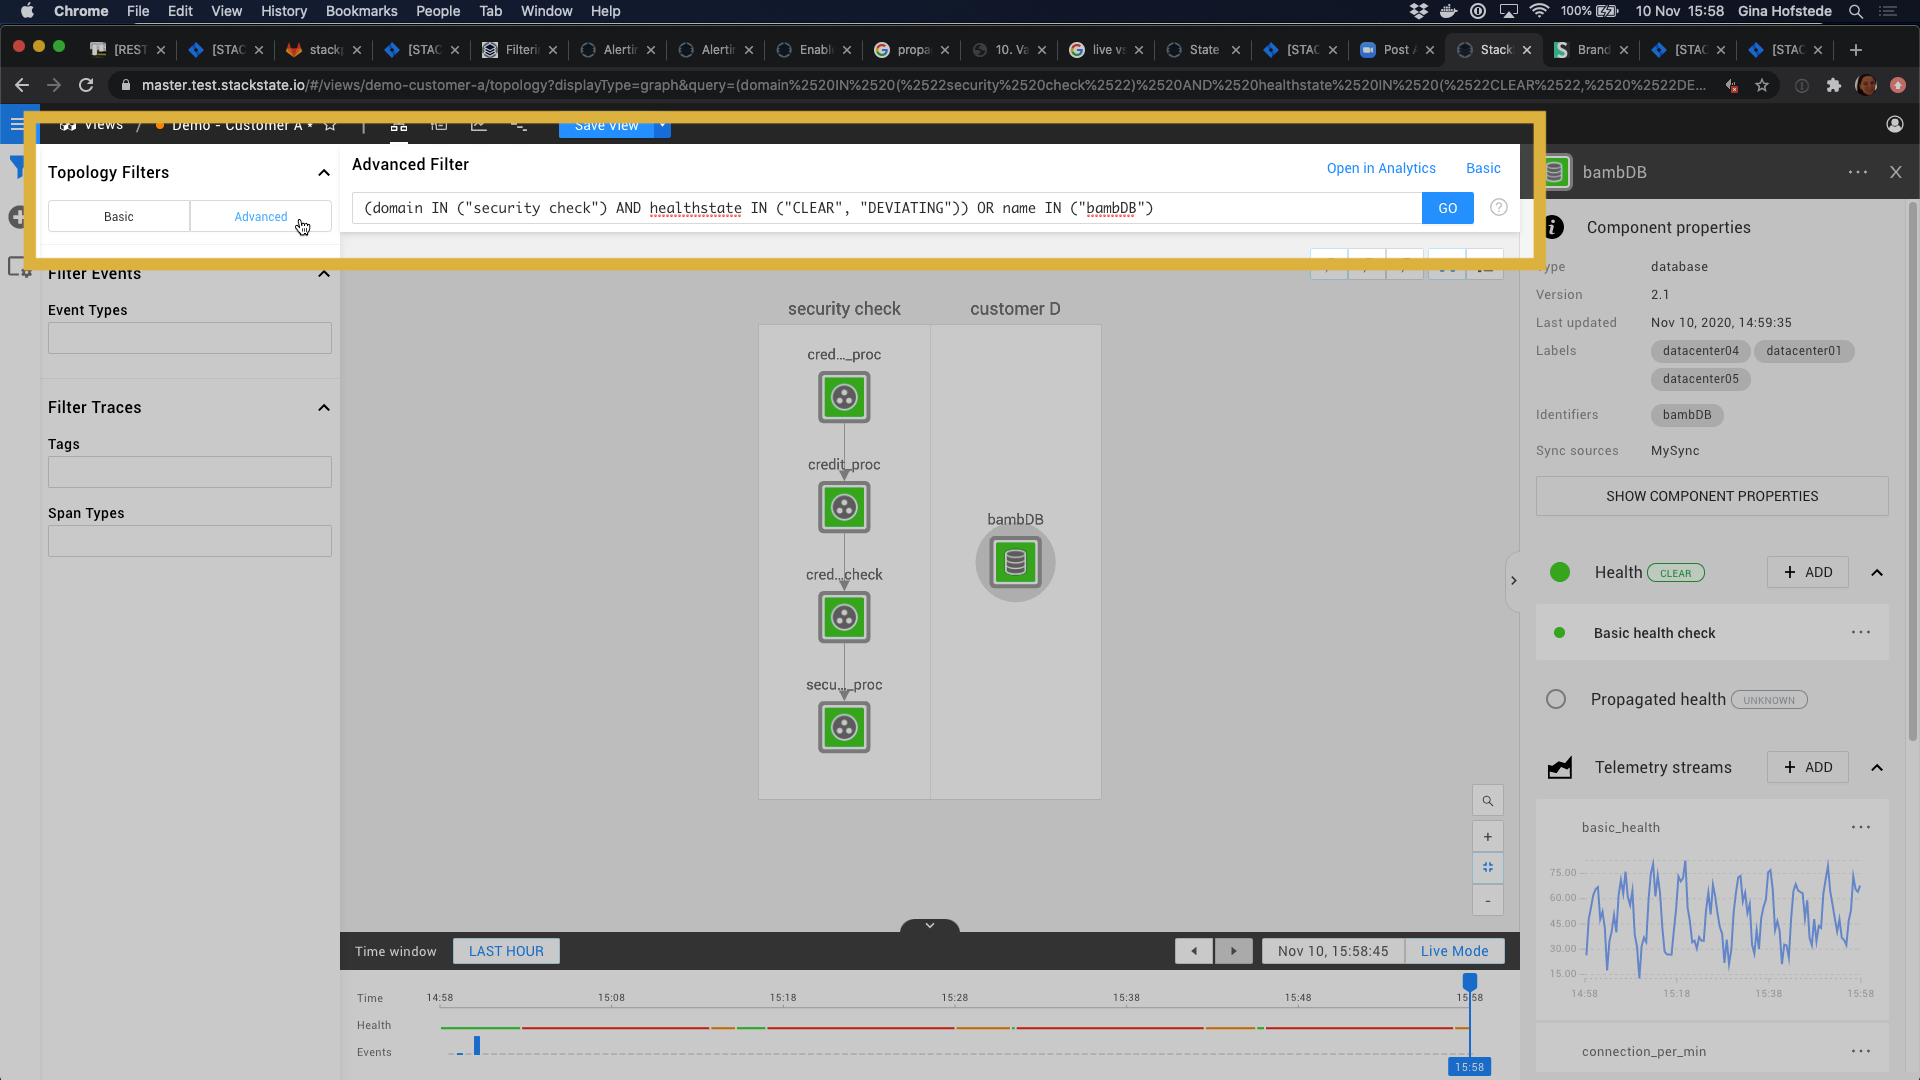 Chrome File Edit View History Bookmarks People Tab Window Help 100% 10 Nov 15:58 Gina Hofstede
[REST [STAC stackp [STAC Filterin Alertin Alertin Enabl propa 10. Va live vs State [STAC Post A Stack Brand [STAC [STAC
master.test.stackstate.io/#/views/demo-customer-a/topology?displayType=graph&query=(domain%2520IN%2520(%2522security%2520check%2522)%2520AND%2520healthstate%2520IN%2520(%2522CLEAR%2522,%2520%2522DE...
Views / Demo - Customer A * Save View
Topology Filters
Basic Advanced
Advanced Filter
Open in Analytics Basic
(domain IN ("security check") AND healthstate IN ("CLEAR", "DEVIATING")) OR name IN ("bambDB")
GO ?
Filter Events
Event Types
Filter Traces
Tags
Span Types
security check customer D
cred..._proc
credit_proc
bambDB
cred...check
secu..._proc
+
-
bambDB X
Component properties
Type database
Version 2.1
Last updated Nov 10, 2020, 14:59:35
Labels datacenter04 datacenter01
datacenter05
Identifiers bambDB
Sync sources MySync
SHOW COMPONENT PROPERTIES
Health CLEAR + ADD
Basic health check
Propagated health UNKNOWN
Telemetry streams + ADD
basic_health
75.00
60.00
45.00
30.00
15.00
14:58 15:18 15:38 15:58
connection_per_min
Time window LAST HOUR Nov 10, 15:58:45 Live Mode
Time 14:58 15:08 15:18 15:28 15:38 15:48 15:58
Health
Events
15:58